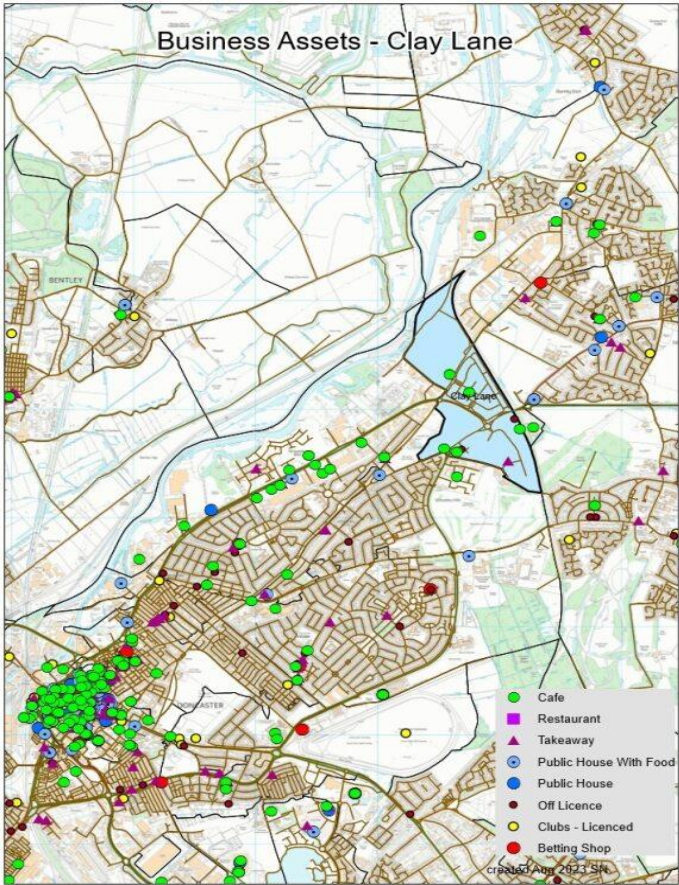 Business Assets - Clay Lane
BENTLEY
Clay Lane
DONCASTER
Cafe
Restaurant
Takeaway
Public House With Food
Public House
Off Licence
Clubs - Licenced
Betting Shop
created Aug 2023 SN